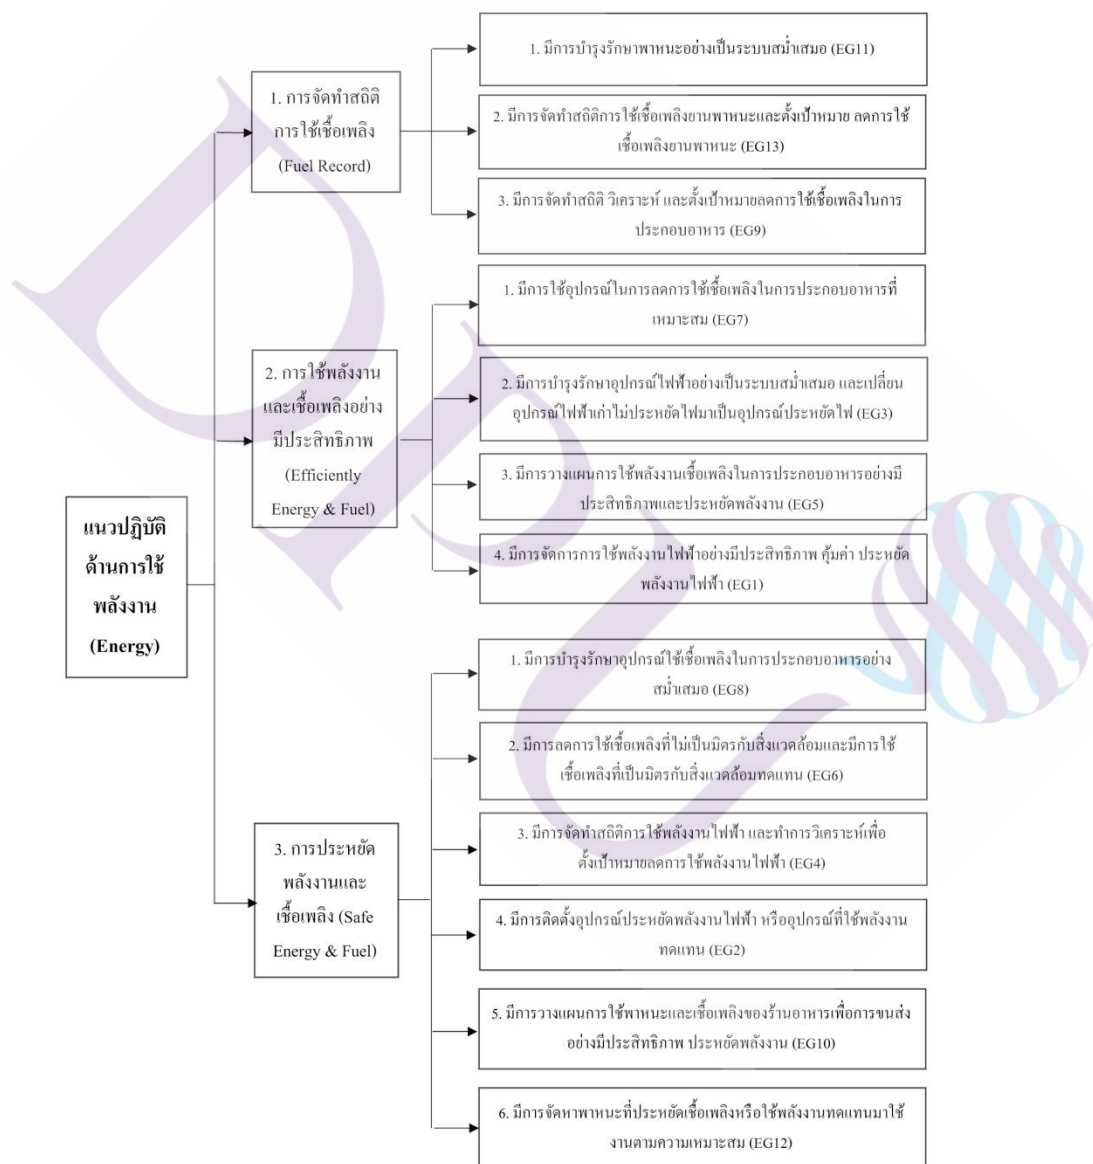 แนวปฏิบัติ
ด้านการใช้
พลังงาน
(Energy)
1. การจัดทำสถิติ
การใช้เชื้อเพลิง
(Fuel Record)
1. มีการบำรุงรักษาพาหนะอย่างเป็นระบบสม่ำเสมอ (EG11)
2. มีการจัดทำสถิติการใช้เชื้อเพลิงยานพาหนะและตั้งเป้าหมาย ลดการใช้
เชื้อเพลิงยานพาหนะ (EG13)
3. มีการจัดทำสถิติ วิเคราะห์ และตั้งเป้าหมายลดการใช้เชื้อเพลิงในการ
ประกอบอาหาร (EG9)
2. การใช้พลังงาน
และเชื้อเพลิงอย่าง
มีประสิทธิภาพ
(Efficiently
Energy & Fuel)
1. มีการใช้อุปกรณ์ในการลดการใช้เชื้อเพลิงในการประกอบอาหารที่
เหมาะสม (EG7)
2. มีการบำรุงรักษาอุปกรณ์ไฟฟ้าอย่างเป็นระบบสม่ำเสมอ และเปลี่ยน
อุปกรณ์ไฟฟ้าเก่าไม่ประหยัดไฟมาเป็นอุปกรณ์ประหยัดไฟ (EG3)
3. มีการวางแผนการใช้พลังงานเชื้อเพลิงในการประกอบอาหารอย่างมี
ประสิทธิภาพและประหยัดพลังงาน (EG5)
4. มีการจัดการการใช้พลังงานไฟฟ้าอย่างมีประสิทธิภาพ คุ้มค่า ประหยัด
พลังงานไฟฟ้า (EG1)
3. การประหยัด
พลังงานและ
เชื้อเพลิง (Safe
Energy & Fuel)
1. มีการบำรุงรักษาอุปกรณ์ใช้เชื้อเพลิงในการประกอบอาหารอย่าง
สม่ำเสมอ (EG8)
2. มีการลดการใช้เชื้อเพลิงที่ไม่เป็นมิตรกับสิ่งแวดล้อมและมีการใช้
เชื้อเพลิงที่เป็นมิตรกับสิ่งแวดล้อมทดแทน (EG6)
3. มีการจัดทำสถิติการใช้พลังงานไฟฟ้า และทำการวิเคราะห์เพื่อ
ตั้งเป้าหมายลดการใช้พลังงานไฟฟ้า (EG4)
4. มีการติดตั้งอุปกรณ์ประหยัดพลังงานไฟฟ้า หรืออุปกรณ์ที่ใช้พลังงาน
ทดแทน (EG2)
5. มีการวางแผนการใช้พาหนะและเชื้อเพลิงของร้านอาหารเพื่อการขนส่ง
อย่างมีประสิทธิภาพ ประหยัดพลังงาน (EG10)
6. มีการจัดหาพาหนะที่ประหยัดเชื้อเพลิงหรือใช้พลังงานทดแทนมาใช้
งานตามความเหมาะสม (EG12)
DPU